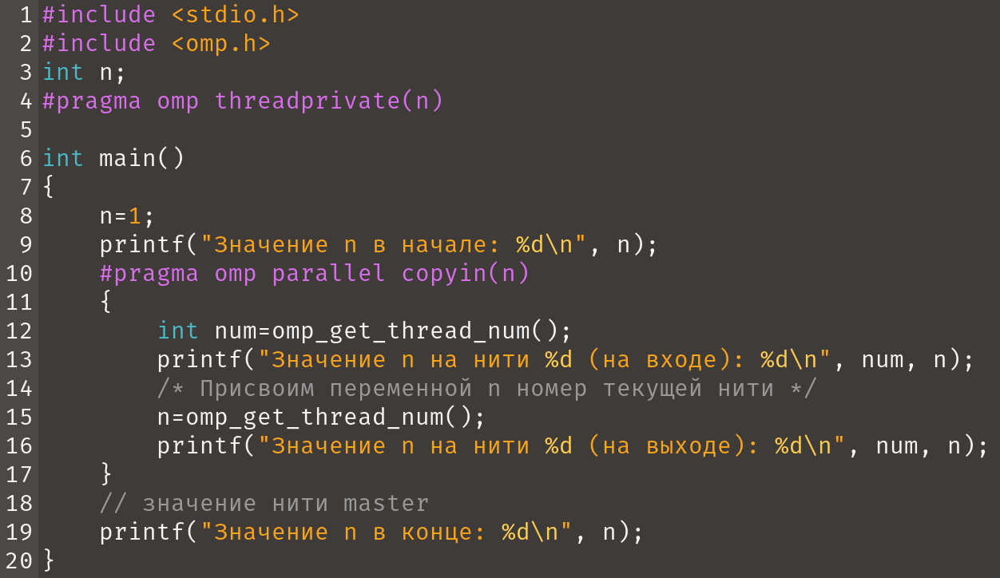 1 #include <stdio.h>
2 #include <omp.h>
3 int n;
4 #pragma omp threadprivate(n)
5
6 int main()
7 {
8     n=1;
9     printf("Значение n в начале: %d\n", n);
10     #pragma omp parallel copyin(n)
11     {
12         int num=omp_get_thread_num();
13         printf("Значение n на нити %d (на входе): %d\n", num, n);
14         /* Присвоим переменной n номер текущей нити */
15         n=omp_get_thread_num();
16         printf("Значение n на нити %d (на выходе): %d\n", num, n);
17     }
18     // значение нити master
19     printf("Значение n в конце: %d\n", n);
20 }